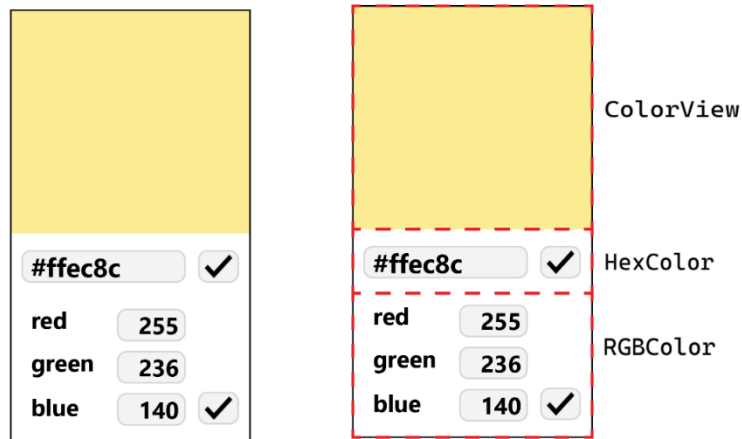 #ffec8c
red 255
green 236
blue 140
ColorView
#ffec8c
HexColor
red 255
green 236
blue 140
RGBColor